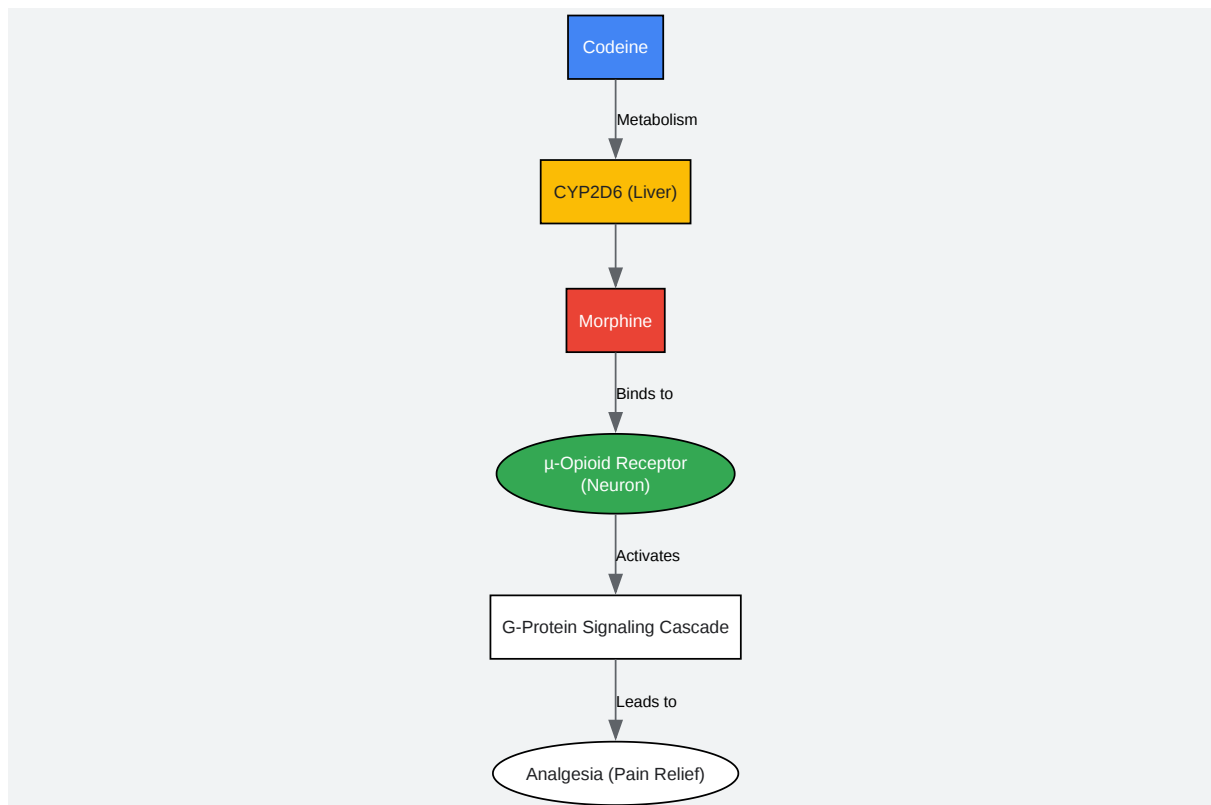 Codeine
Metabolism
CYP2D6 (Liver)
Morphine
Binds to
µ-Opioid Receptor
(Neuron)
Activates
G-Protein Signaling Cascade
Leads to
Analgesia (Pain Relief)